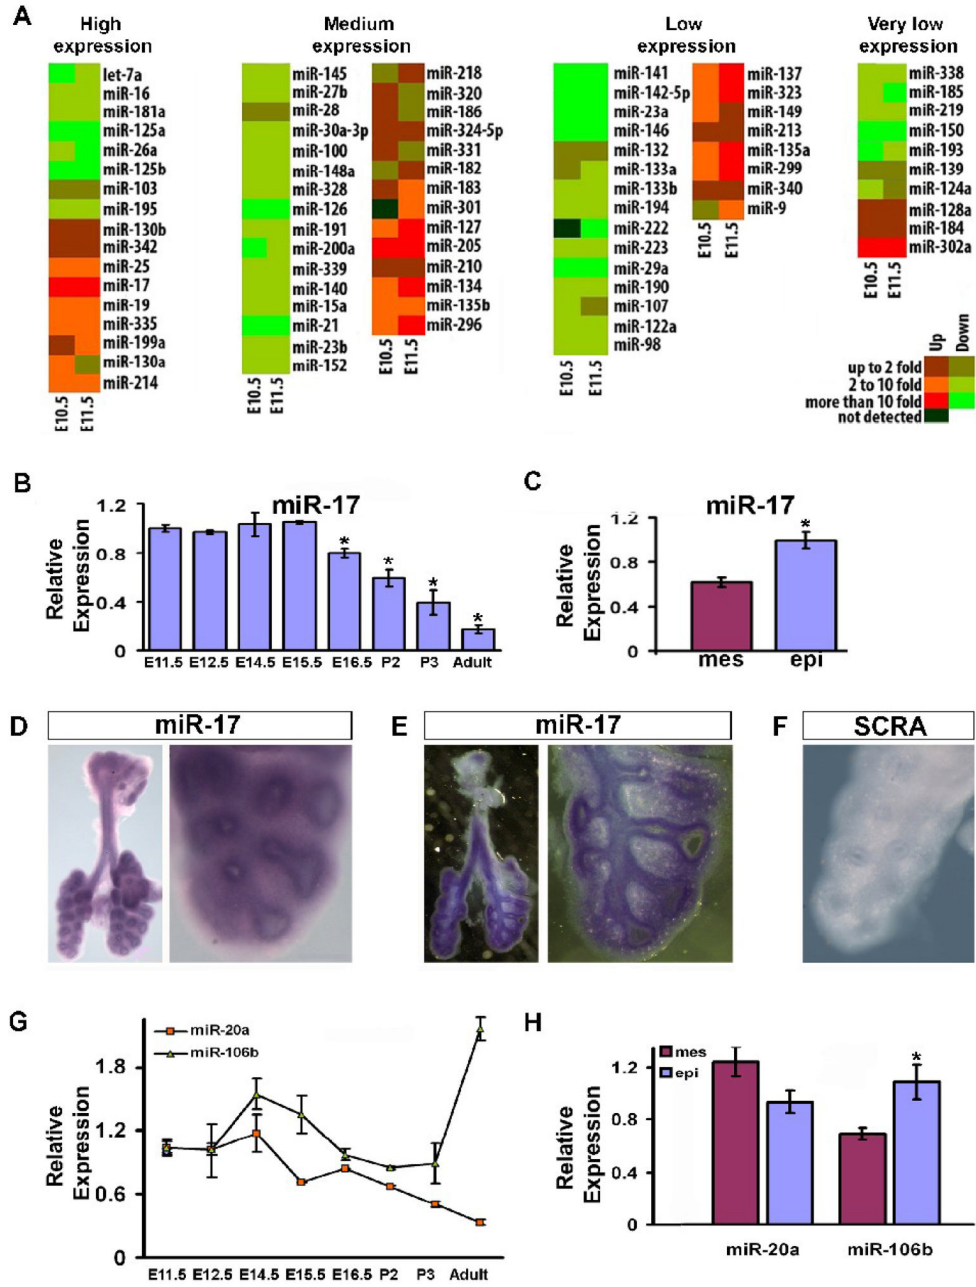 A
High
expression
let-7a
miR-16
miR-181a
miR-125a
miR-26a
miR-125b
miR-103
miR-195
miR-130b
miR-342
miR-25
miR-17
miR-19
miR-335
miR-199a
miR-130a
miR-214
E10.5
E11.5
Medium
expression
miR-145
miR-27b
miR-28
miR-30a-3p
miR-100
miR-148a
miR-328
miR-126
miR-191
miR-200a
miR-339
miR-140
miR-15a
miR-21
miR-23b
miR-152
E10.5
E11.5
miR-218
miR-320
miR-186
miR-324-5p
miR-331
miR-182
miR-183
miR-301
miR-127
miR-205
miR-210
miR-134
miR-135b
miR-296
E10.5
E11.5
Low
expression
miR-141
miR-142-5p
miR-23a
miR-146
miR-132
miR-133a
miR-133b
miR-194
miR-222
miR-223
miR-29a
miR-190
miR-107
miR-122a
miR-98
E10.5
E11.5
miR-137
miR-323
miR-149
miR-213
miR-135a
miR-299
miR-340
miR-9
E10.5
E11.5
Very low
expression
miR-338
miR-185
miR-219
miR-150
miR-193
miR-139
miR-124a
miR-128a
miR-184
miR-302a
E10.5
E11.5
Up
Down
up to 2 fold
2 to 10 fold
more than 10 fold
not detected
B
miR-17
Relative
Expression
1.2
0.8
0.4
0
* * * *
E11.5 E12.5 E14.5 E15.5 E16.5 P2 P3 Adult
C
miR-17
Relative
Expression
1.2
0.8
0.4
0
*
mes epi
D
miR-17
E
miR-17
F
SCRA
G
miR-20a
miR-106b
Relative
Expression
1.8
1.2
0.6
0
E11.5 E12.5 E14.5 E15.5 E16.5 P2 P3 Adult
H
mes
epi
Relative
Expression
1.2
0.8
0.4
0
*
miR-20a miR-106b